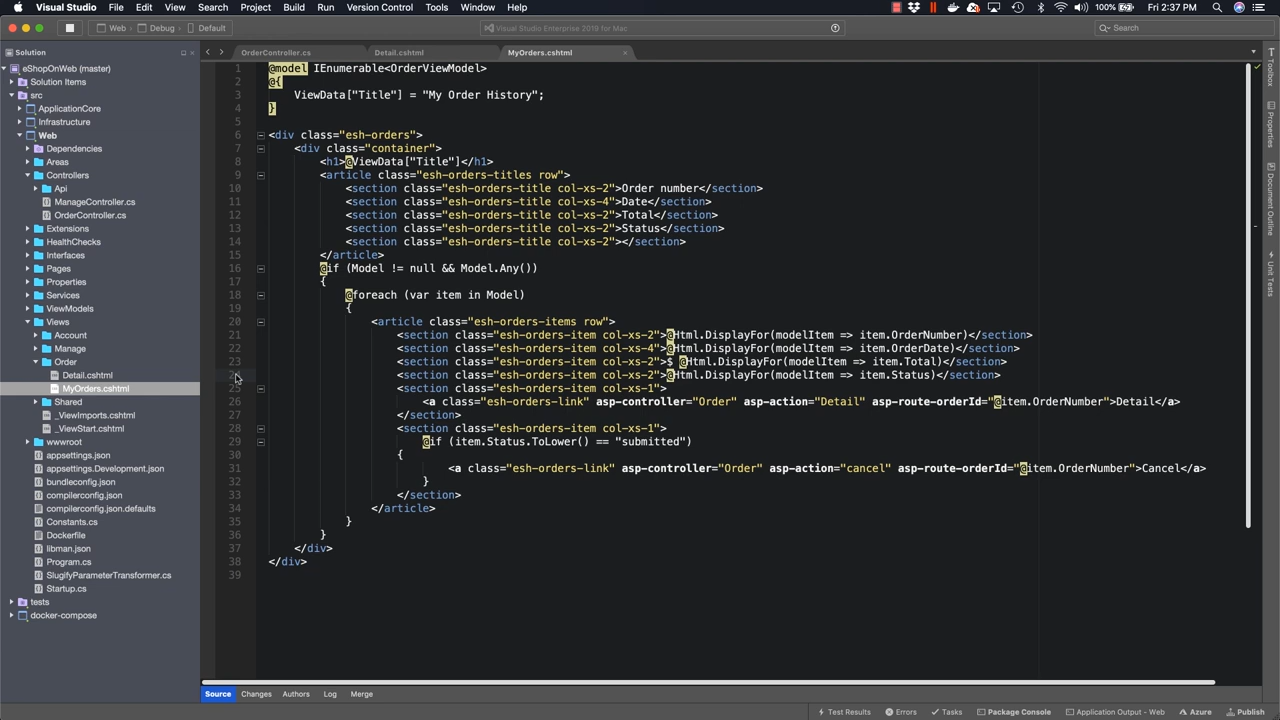 Visual Studio File Edit View Search Project Build Run Version Control Tools Window Help 100% Fri 2:37 PM
Web Debug Default Visual Studio Enterprise 2019 for Mac Search
Solution
OrderController.cs Detail.cshtml MyOrders.cshtml
eShopOnWeb (master)
Solution Items
src
ApplicationCore
Infrastructure
Web
Dependencies
Areas
Controllers
Api
ManageController.cs
OrderController.cs
Extensions
HealthChecks
Interfaces
Pages
Properties
Services
ViewModels
Views
Account
Manage
Order
Detail.cshtml
MyOrders.cshtml
Shared
_ViewImports.cshtml
_ViewStart.cshtml
wwwroot
appsettings.json
appsettings.Development.json
bundleconfig.json
compilerconfig.json
compilerconfig.json.defaults
Constants.cs
Dockerfile
libman.json
Program.cs
SlugifyParameterTransformer.cs
Startup.cs
tests
docker-compose
1 @model IEnumerable<OrderViewModel>
2 @{
3 ViewData["Title"] = "My Order History";
4 }
5
6 <div class="esh-orders">
7 <div class="container">
8 <h1>@ViewData["Title"]</h1>
9 <article class="esh-orders-titles row">
10 <section class="esh-orders-title col-xs-2">Order number</section>
11 <section class="esh-orders-title col-xs-4">Date</section>
12 <section class="esh-orders-title col-xs-2">Total</section>
13 <section class="esh-orders-title col-xs-2">Status</section>
14 <section class="esh-orders-title col-xs-2"></section>
15 </article>
16 @if (Model != null && Model.Any())
17 {
18 @foreach (var item in Model)
19 {
20 <article class="esh-orders-items row">
21 <section class="esh-orders-item col-xs-2">@Html.DisplayFor(modelItem => item.OrderNumber)</section>
22 <section class="esh-orders-item col-xs-4">@Html.DisplayFor(modelItem => item.OrderDate)</section>
23 <section class="esh-orders-item col-xs-2">$ @Html.DisplayFor(modelItem => item.Total)</section>
<section class="esh-orders-item col-xs-2">@Html.DisplayFor(modelItem => item.Status)</section>
25 <section class="esh-orders-item col-xs-1">
26 <a class="esh-orders-link" asp-controller="Order" asp-action="Detail" asp-route-orderId="@item.OrderNumber">Detail</a>
27 </section>
28 <section class="esh-orders-item col-xs-1">
29 @if (item.Status.ToLower() == "submitted")
30 {
31 <a class="esh-orders-link" asp-controller="Order" asp-action="cancel" asp-route-orderId="@item.OrderNumber">Cancel</a>
32 }
33 </section>
34 </article>
35 }
36 }
37 </div>
38 </div>
39
Toolbox
Properties
Document Outline
Unit Tests
Source Changes Authors Log Merge
Test Results Errors Tasks Package Console Application Output - Web Azure Publish